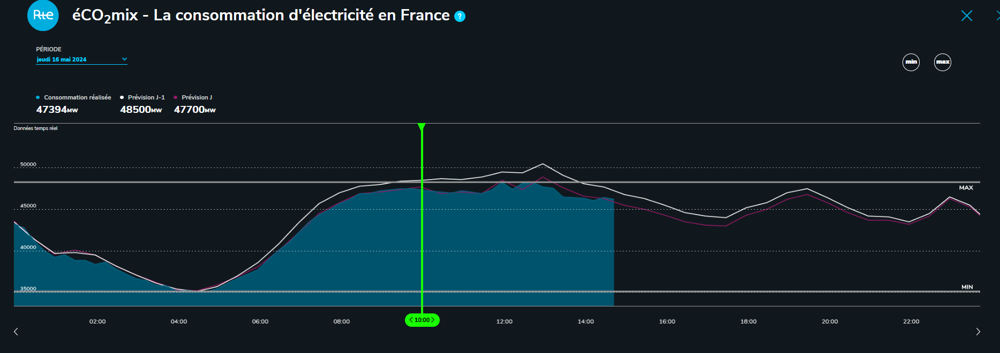 Rte
éCO2mix - La consommation d'électricité en France ?
PÉRIODE
jeudi 16 mai 2024
min max
Consommation réalisée Prévision J-1 Prévision J
47394MW 48500MW 47700MW
Données temps réel
50000
MAX
45000
40000
35000
MIN
02:00 04:00 06:00 08:00 10:00 12:00 14:00 16:00 18:00 20:00 22:00